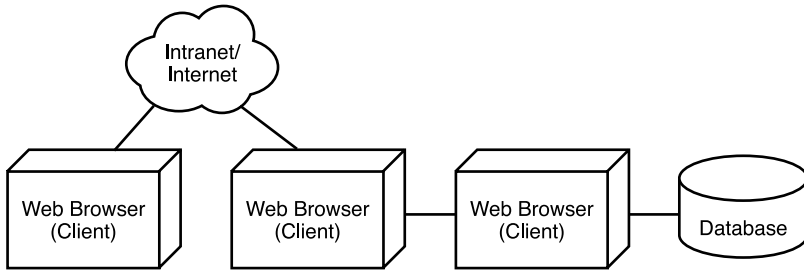 Intranet/
Internet
Web Browser
(Client)
Web Browser
(Client)
Web Browser
(Client)
Database